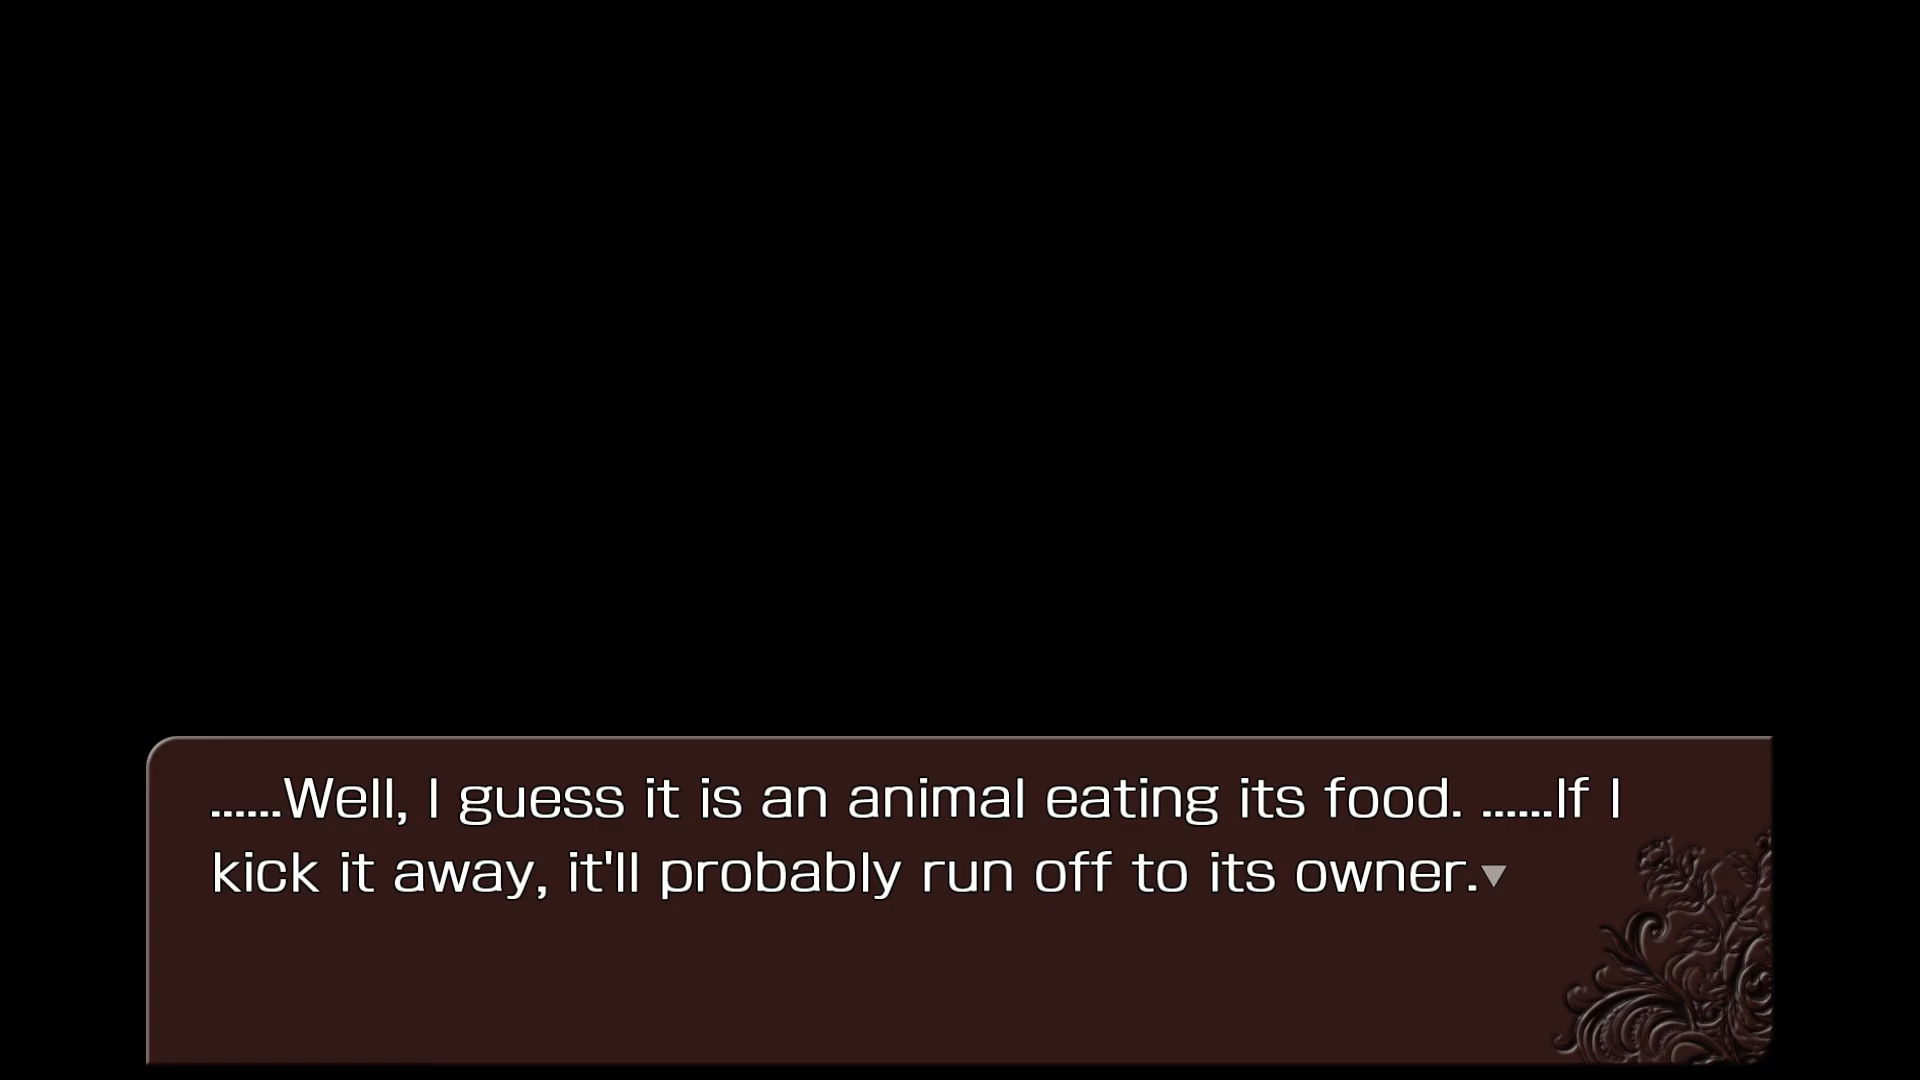 ......Well, I guess it is an animal eating its food. ......If I
kick it away, it'll probably run off to its owner.